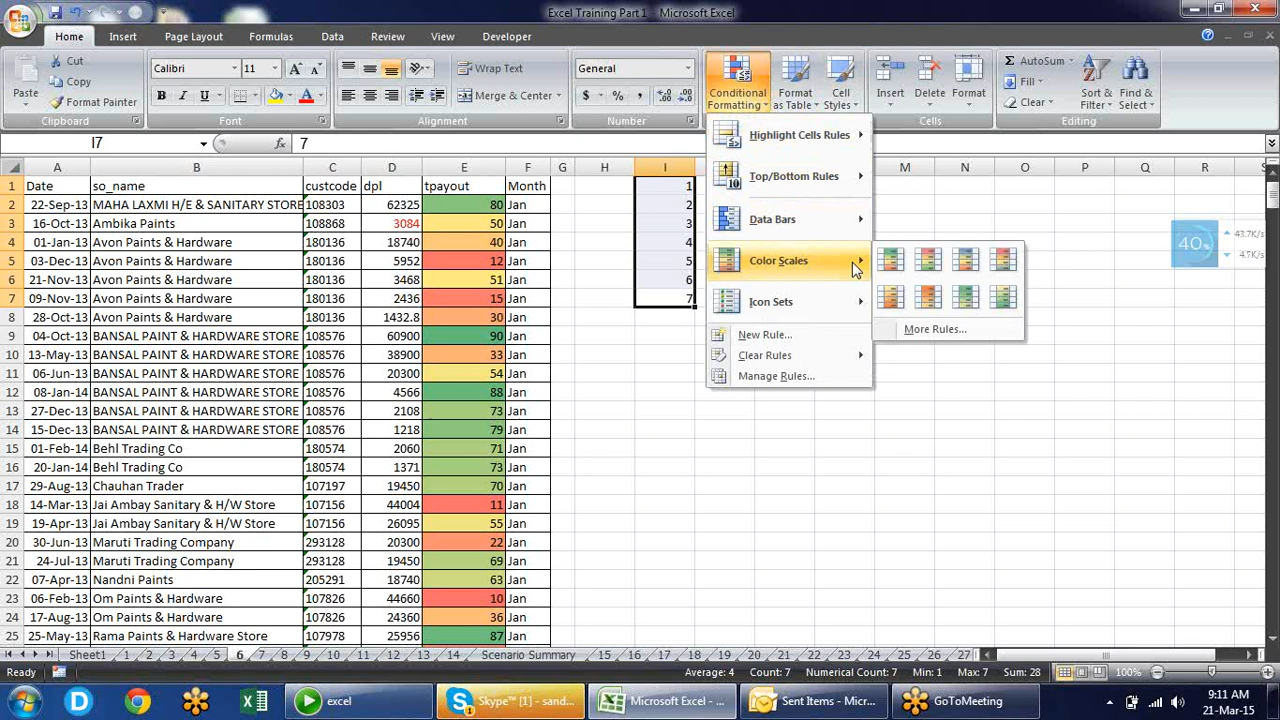 Excel Training Part 1 - Microsoft Excel
Home Insert Page Layout Formulas Data Review View Developer
Paste Cut Copy Format Painter Clipboard
Calibri 11 B I U A A A Font
Wrap Text Merge & Center Alignment
General $ % , .0 .00 .00 .0 Number
Conditional Formatting Format as Table Cell Styles
Insert Delete Format Cells
Σ AutoSum Fill Clear Sort & Filter Find & Select Editing
I7 fx 7
A B C D E F G H I M N O P Q R S
1 Date so_name custcode dpl tpayout Month 1
2 22-Sep-13 MAHA LAXMI H/E & SANITARY STORE 108303 62325 80 Jan 2
3 16-Oct-13 Ambika Paints 108868 3084 50 Jan 3
4 01-Jan-13 Avon Paints & Hardware 180136 18740 40 Jan 4
5 03-Dec-13 Avon Paints & Hardware 180136 5952 12 Jan 5
6 21-Nov-13 Avon Paints & Hardware 180136 3468 51 Jan 6
7 09-Nov-13 Avon Paints & Hardware 180136 2436 15 Jan 7
8 28-Oct-13 Avon Paints & Hardware 180136 1432.8 30 Jan
9 04-Oct-13 BANSAL PAINT & HARDWARE STORE 108576 60900 90 Jan
10 13-May-13 BANSAL PAINT & HARDWARE STORE 108576 38900 33 Jan
11 06-Jun-13 BANSAL PAINT & HARDWARE STORE 108576 20300 54 Jan
12 08-Jan-14 BANSAL PAINT & HARDWARE STORE 108576 4566 88 Jan
13 27-Dec-13 BANSAL PAINT & HARDWARE STORE 108576 2108 73 Jan
14 15-Dec-13 BANSAL PAINT & HARDWARE STORE 108576 1218 79 Jan
15 01-Feb-14 Behl Trading Co 180574 2060 71 Jan
16 20-Jan-14 Behl Trading Co 180574 1371 73 Jan
17 29-Aug-13 Chauhan Trader 107197 19450 70 Jan
18 14-Mar-13 Jai Ambay Sanitary & H/W Store 107156 44004 11 Jan
19 19-Apr-13 Jai Ambay Sanitary & H/W Store 107156 26095 55 Jan
20 30-Jun-13 Maruti Trading Company 293128 20300 22 Jan
21 24-Jul-13 Maruti Trading Company 293128 19450 69 Jan
22 07-Apr-13 Nandni Paints 205291 18740 63 Jan
23 06-Feb-13 Om Paints & Hardware 107826 44660 10 Jan
24 17-Aug-13 Om Paints & Hardware 107826 24360 36 Jan
25 25-May-13 Rama Paints & Hardware Store 107978 25956 87 Jan
Highlight Cells Rules
Top/Bottom Rules
Data Bars
Color Scales
Icon Sets
New Rule...
Clear Rules
Manage Rules...
More Rules...
40% 43.7K/s
4.7K/s
Sheet1 1 2 3 4 5 6 7 8 9 10 11 12 13 14 Scenario Summary 15 16 17 18 19 20 21 22 23 24 25 26 27
Ready Average: 4 Count: 7 Numerical Count: 7 Min: 1 Max: 7 Sum: 28 100%
D excel Skype™ [1] - sand... Microsoft Excel - ... Sent Items - Micr... GoToMeeting
9:11 AM
21-Mar-15